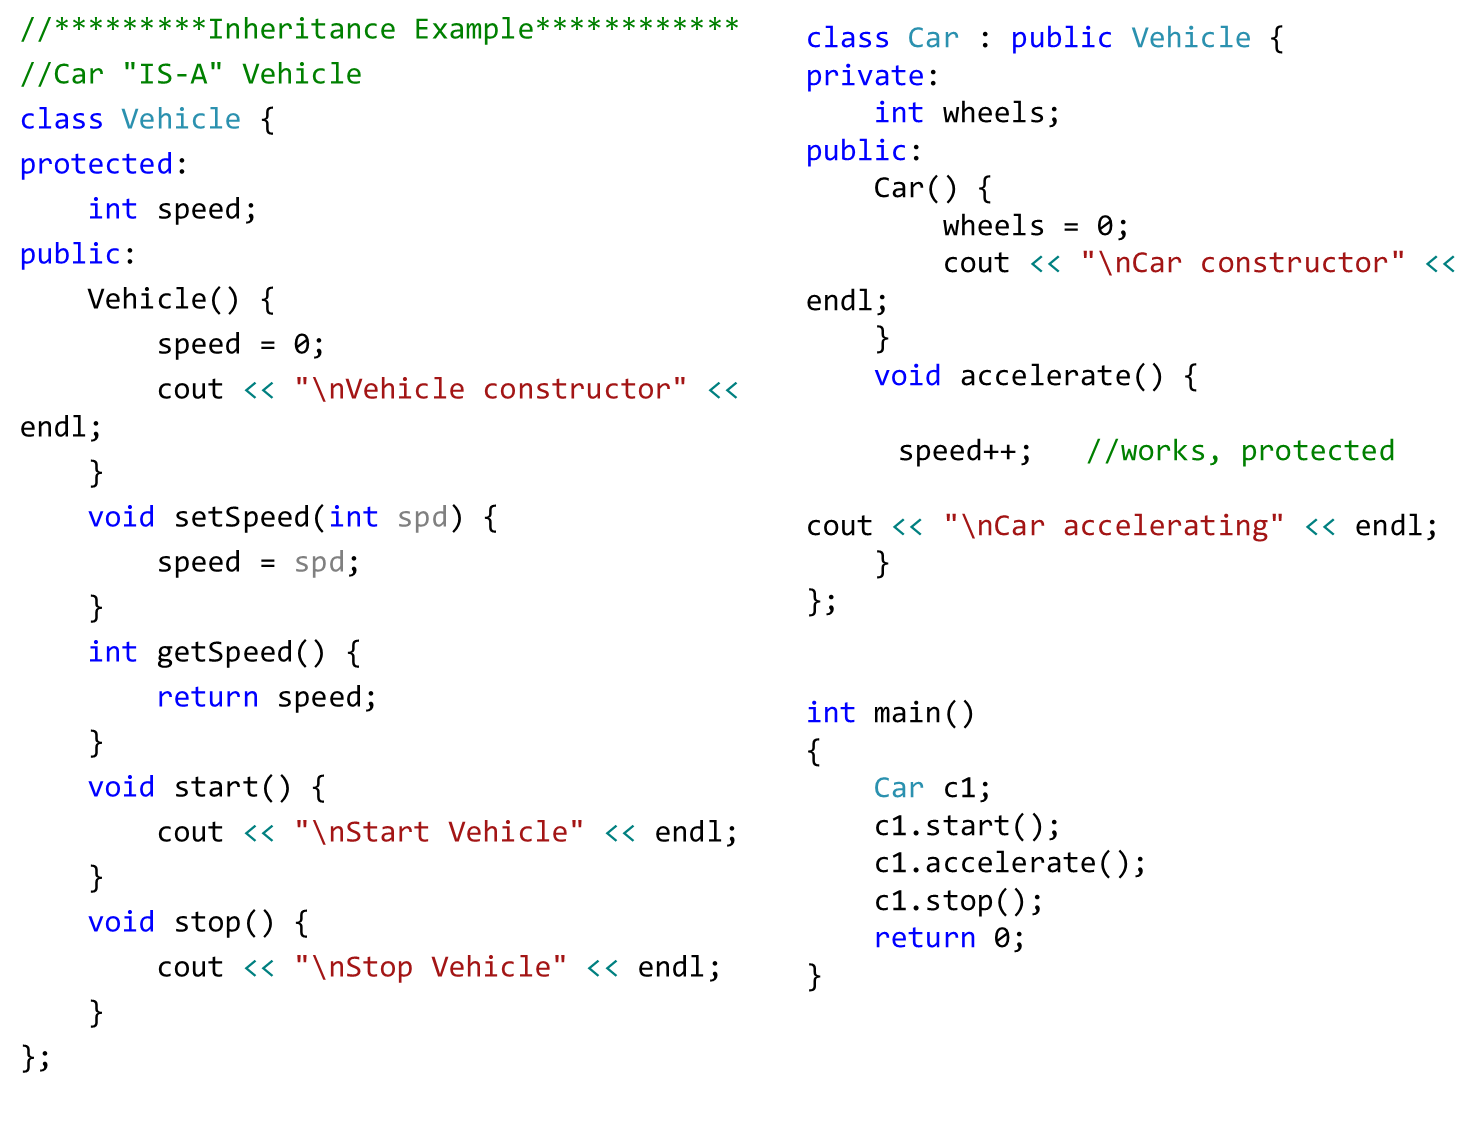 //*********Inheritance Example************
//Car "IS-A" Vehicle
class Vehicle {
protected:
    int speed;
public:
    Vehicle() {
        speed = 0;
        cout << "\nVehicle constructor" <<
endl;
    }
    void setSpeed(int spd) {
        speed = spd;
    }
    int getSpeed() {
        return speed;
    }
    void start() {
        cout << "\nStart Vehicle" << endl;
    }
    void stop() {
        cout << "\nStop Vehicle" << endl;
    }
};
class Car : public Vehicle {
private:
    int wheels;
public:
    Car() {
        wheels = 0;
        cout << "\nCar constructor" <<
endl;
    }
    void accelerate() {
     speed++;   //works, protected
cout << "\nCar accelerating" << endl;
    }
};
int main()
{
    Car c1;
    c1.start();
    c1.accelerate();
    c1.stop();
    return 0;
}